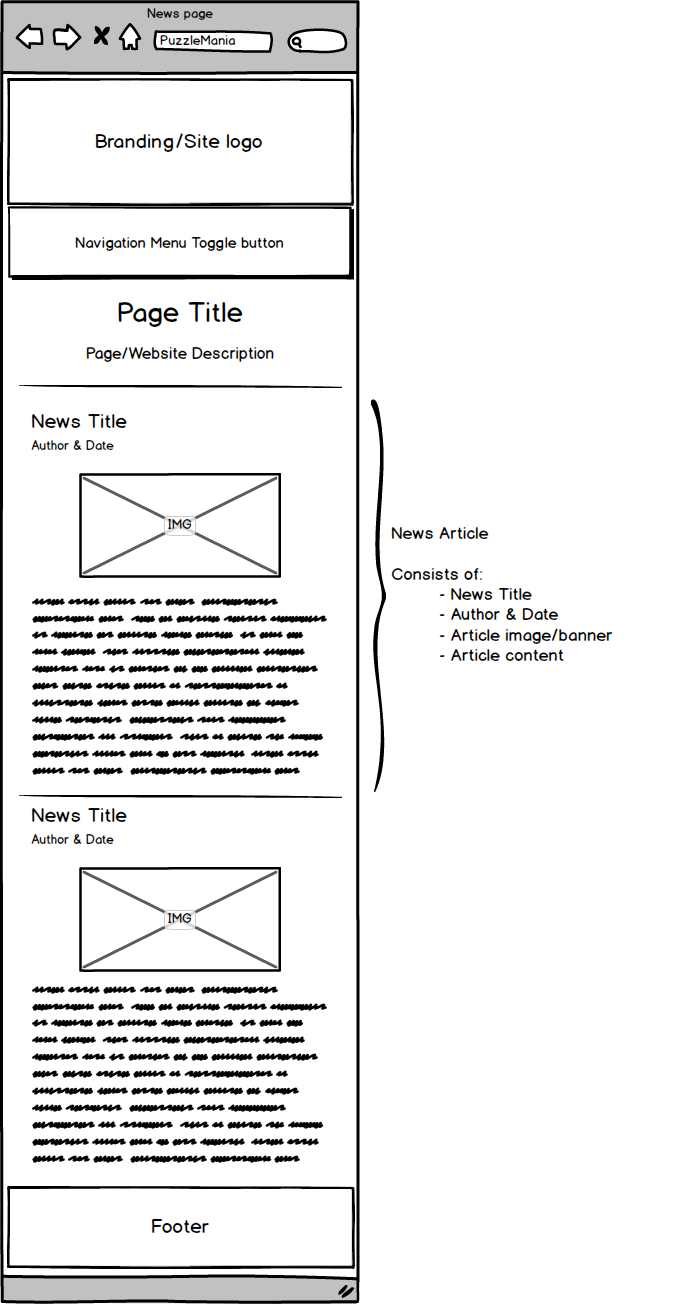 News page
PuzzleMania
Branding/Site logo
Navigation Menu Toggle button
Page Title
Page/Website Description
News Title
Author & Date
IMG
News Article
Consists of:
- News Title
- Author & Date
- Article image/banner
- Article content
News Title
Author & Date
IMG
Footer